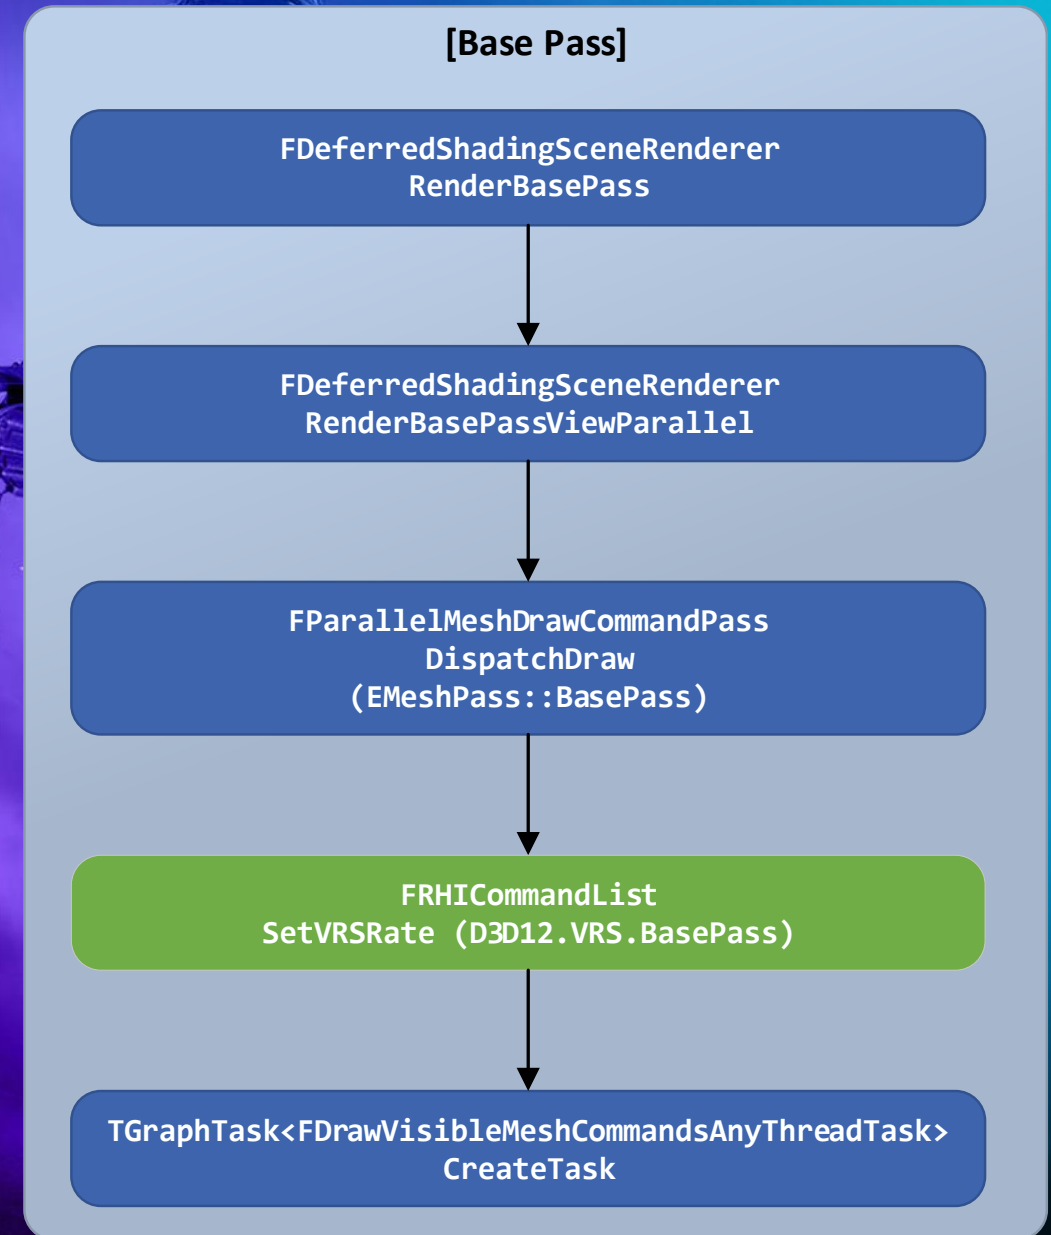 [Base Pass]
FDeferredShadingSceneRenderer
RenderBasePass
FDeferredShadingSceneRenderer
RenderBasePassViewParallel
FParallelMeshDrawCommandPass
DispatchDraw
(EMeshPass::BasePass)
FRHICommandList
SetVRSRate (D3D12.VRS.BasePass)
TGraphTask<FDrawVisibleMeshCommandsAnyThreadTask>
CreateTask